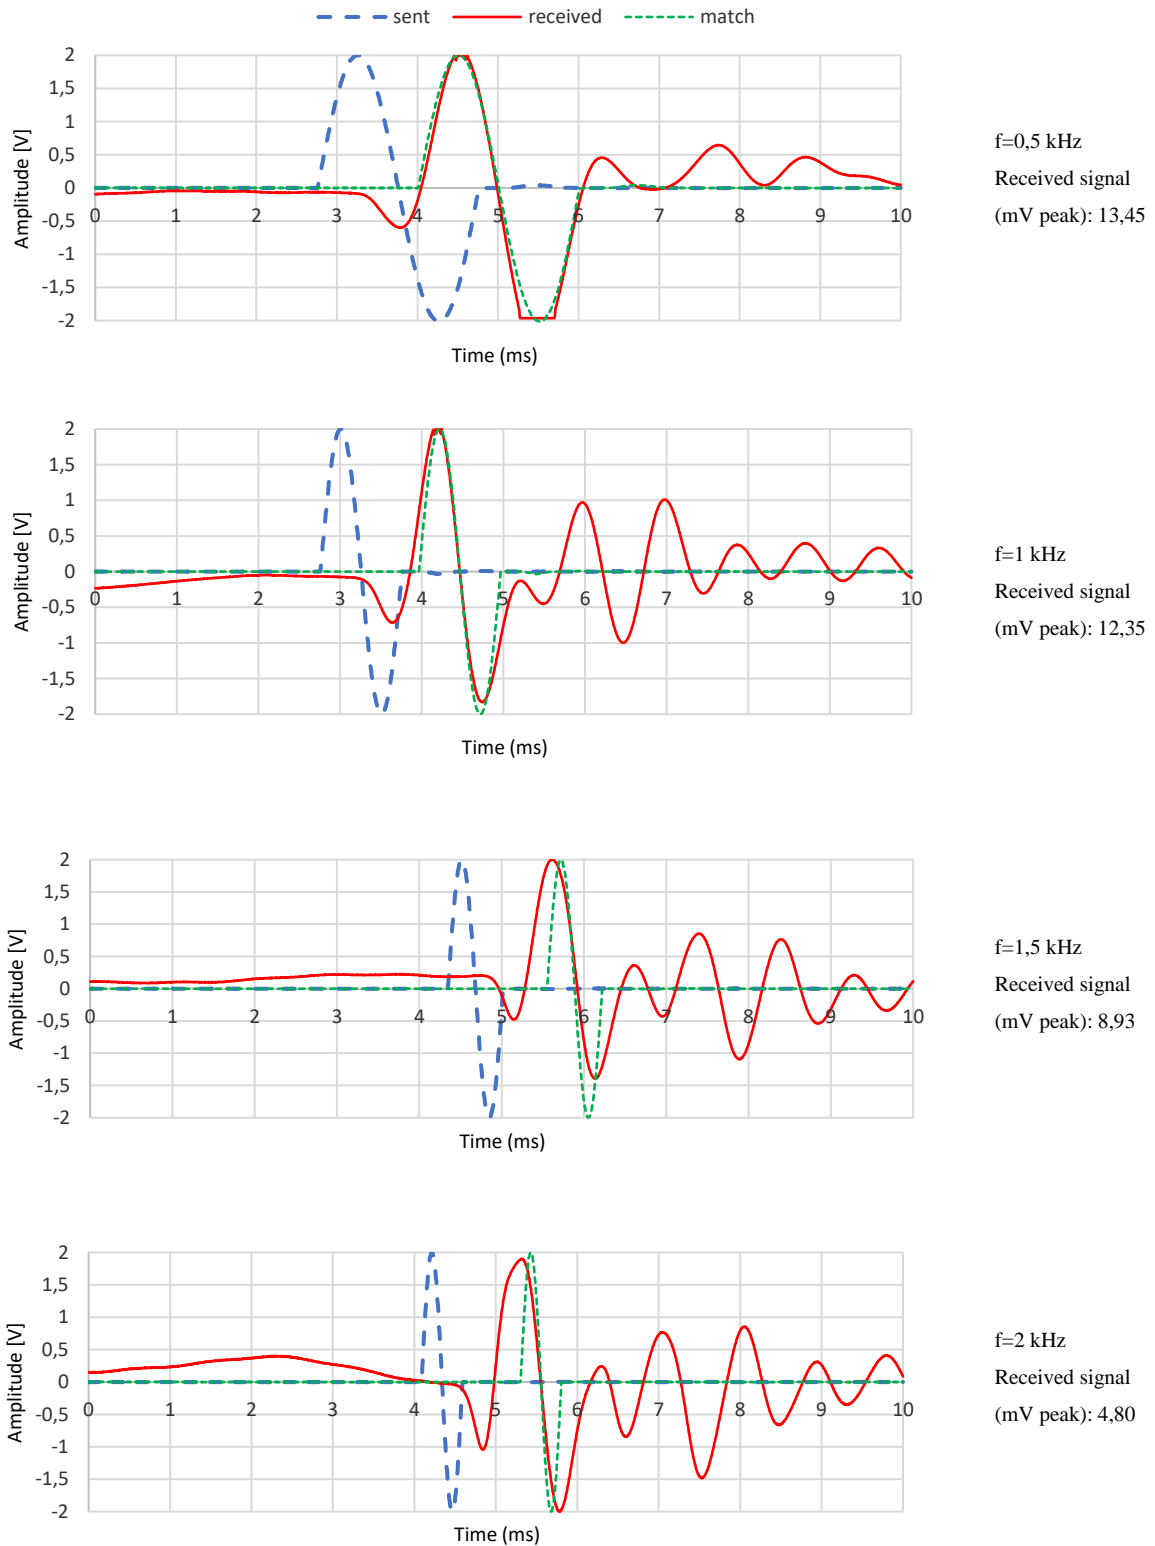 sent received match
2
1,5
1
0,5
0
-0,5
-1
-1,5
-2
0 1 2 3 4 5 6 7 8 9 10
Amplitude [V]
Time (ms)
f=0,5 kHz
Received signal
(mV peak): 13,45
2
1,5
1
0,5
0
-0,5
-1
-1,5
-2
0 1 2 3 4 5 6 7 8 9 10
Amplitude [V]
Time (ms)
f=1 kHz
Received signal
(mV peak): 12,35
2
1,5
1
0,5
0
-0,5
-1
-1,5
-2
0 1 2 3 4 5 6 7 8 9 10
Amplitude [V]
Time (ms)
f=1,5 kHz
Received signal
(mV peak): 8,93
2
1,5
1
0,5
0
-0,5
-1
-1,5
-2
0 1 2 3 4 5 6 7 8 9 10
Amplitude [V]
Time (ms)
f=2 kHz
Received signal
(mV peak): 4,80